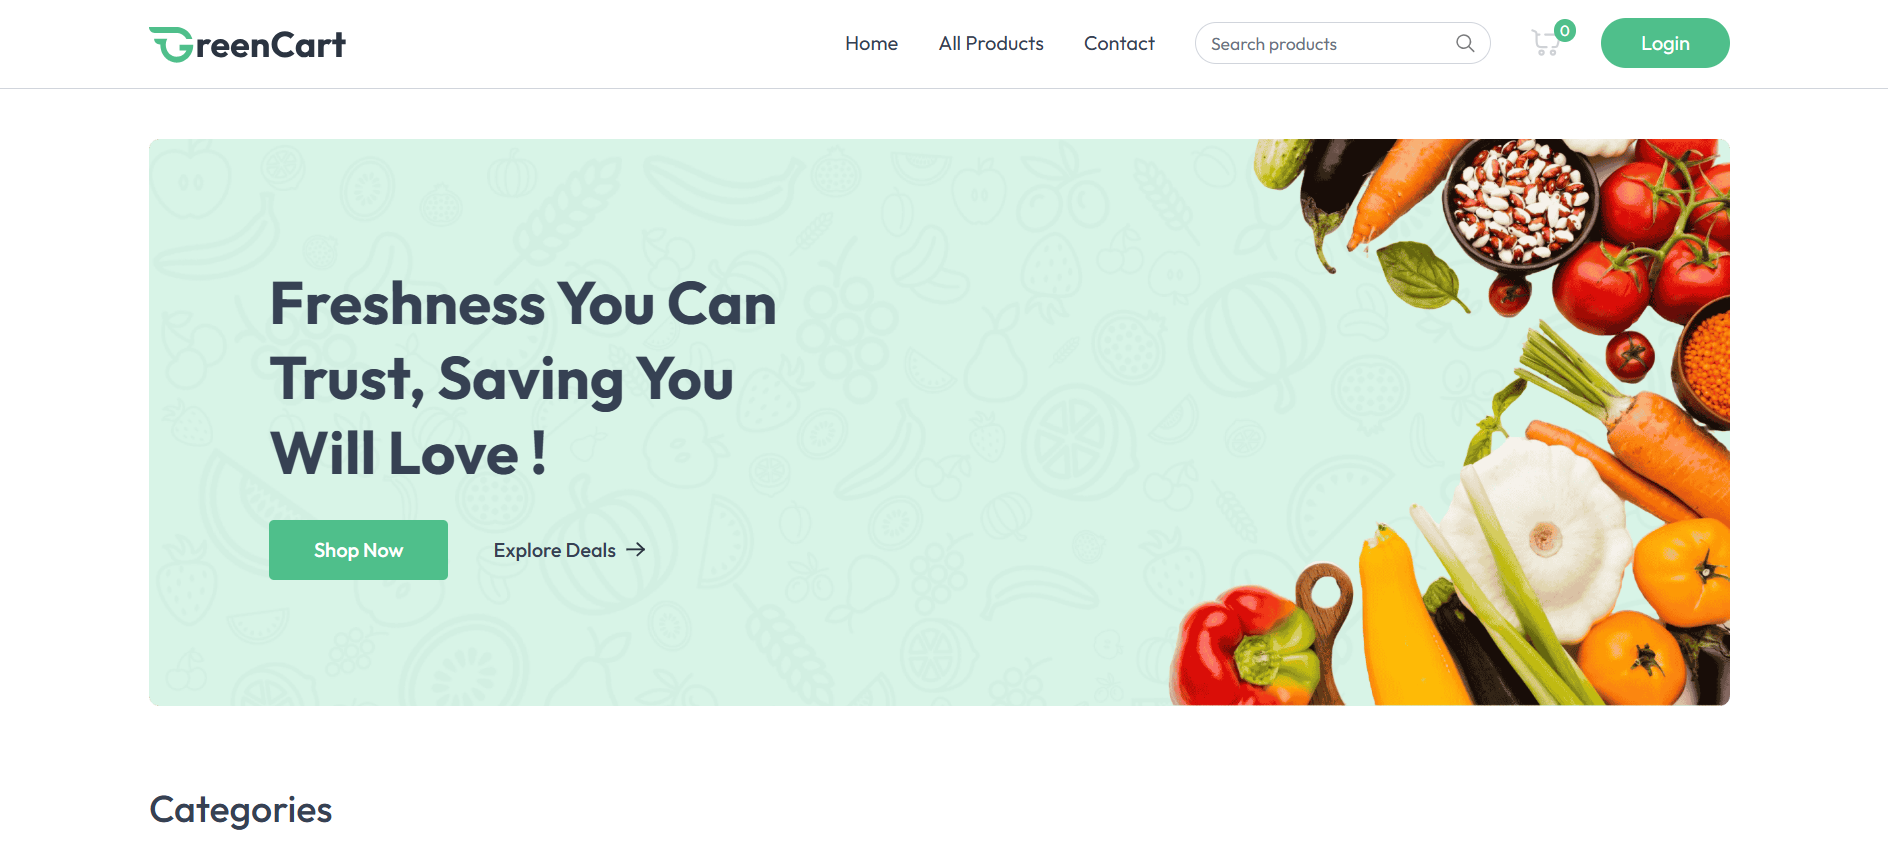 GreenCart
Home
All Products
Contact
Search products
0
Login
Freshness You Can
Trust, Saving You
Will Love !
Shop Now
Explore Deals
Categories